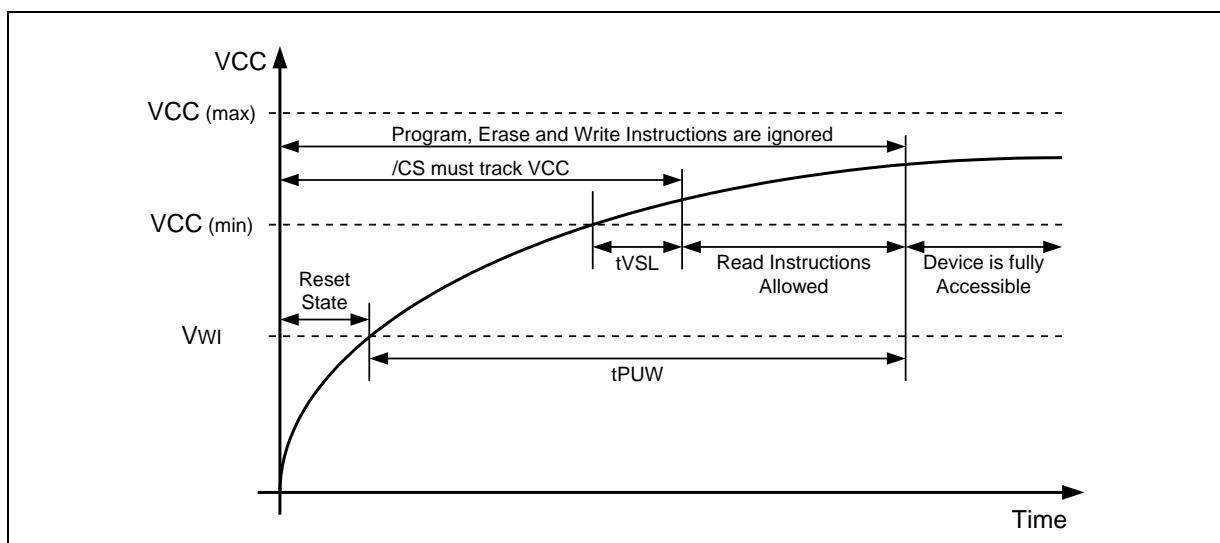 VCC
VCC (max)
Program, Erase and Write Instructions are ignored
/CS must track VCC
VCC (min)
tVSL
Read Instructions
Allowed
Device is fully
Accessible
Reset
State
VWI
tPUW
Time